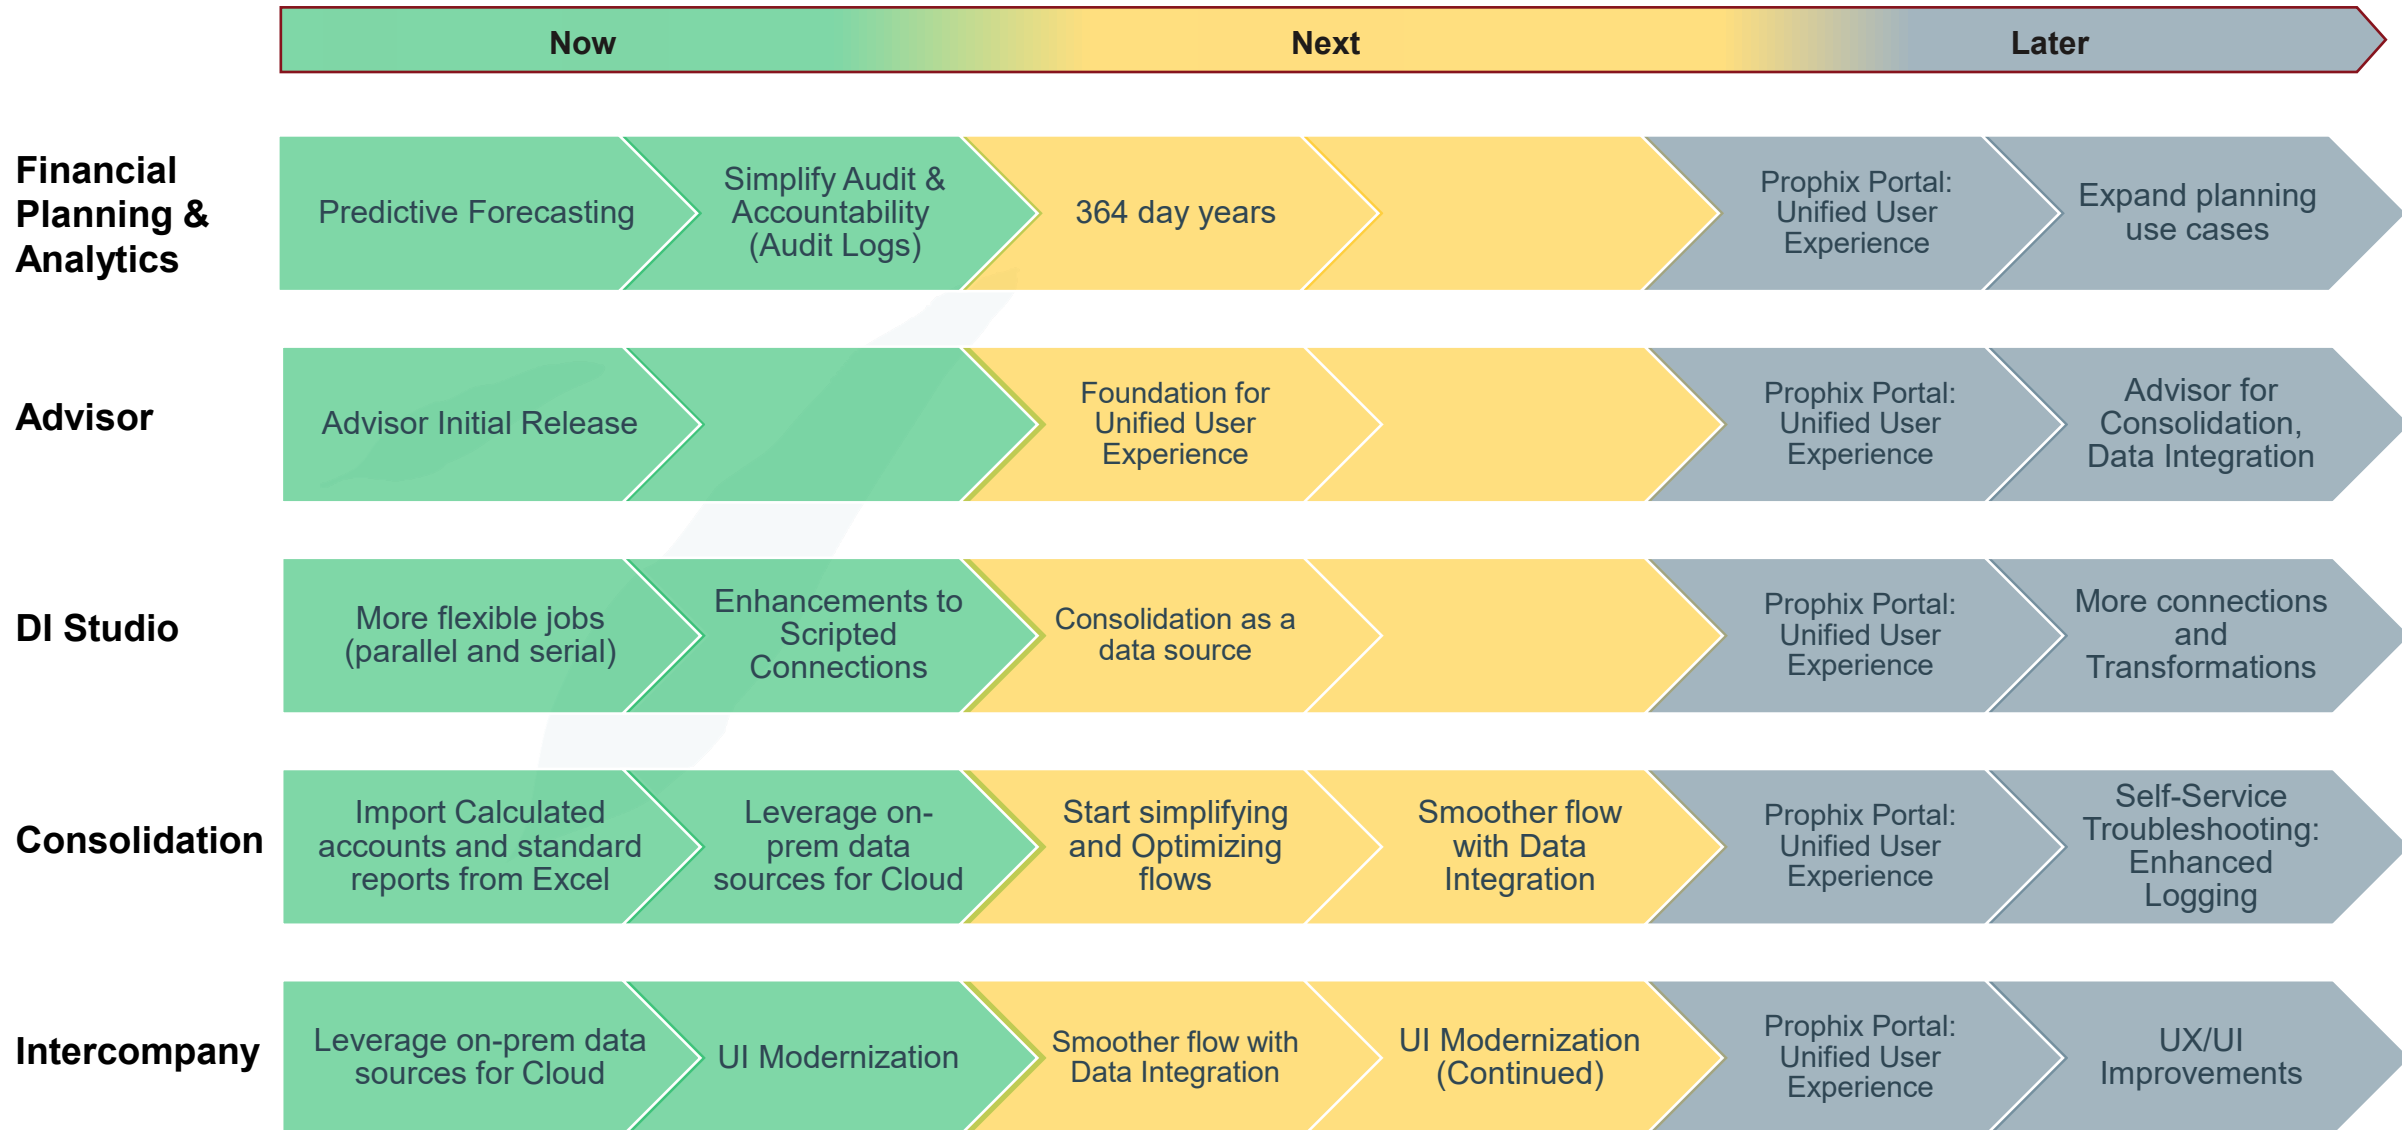 Now
Next
Later
Financial
Planning &
Analytics
Predictive Forecasting
Simplify Audit &
Accountability
(Audit Logs)
364 day years
Prophix Portal:
Unified User
Experience
Expand planning
use cases
Advisor
Advisor Initial Release
Foundation for
Unified User
Experience
Prophix Portal:
Unified User
Experience
Advisor for
Consolidation,
Data Integration
DI Studio
More flexible jobs
(parallel and serial)
Enhancements to
Scripted
Connections
Consolidation as a
data source
Prophix Portal:
Unified User
Experience
More connections
and
Transformations
Consolidation
Import Calculated
accounts and standard
reports from Excel
Leverage on-
prem data
sources for Cloud
Start simplifying
and Optimizing
flows
Smoother flow
with Data
Integration
Prophix Portal:
Unified User
Experience
Self-Service
Troubleshooting:
Enhanced
Logging
Intercompany
Leverage on-prem data
sources for Cloud
UI Modernization
Smoother flow with
Data Integration
UI Modernization
(Continued)
Prophix Portal:
Unified User
Experience
UX/UI
Improvements